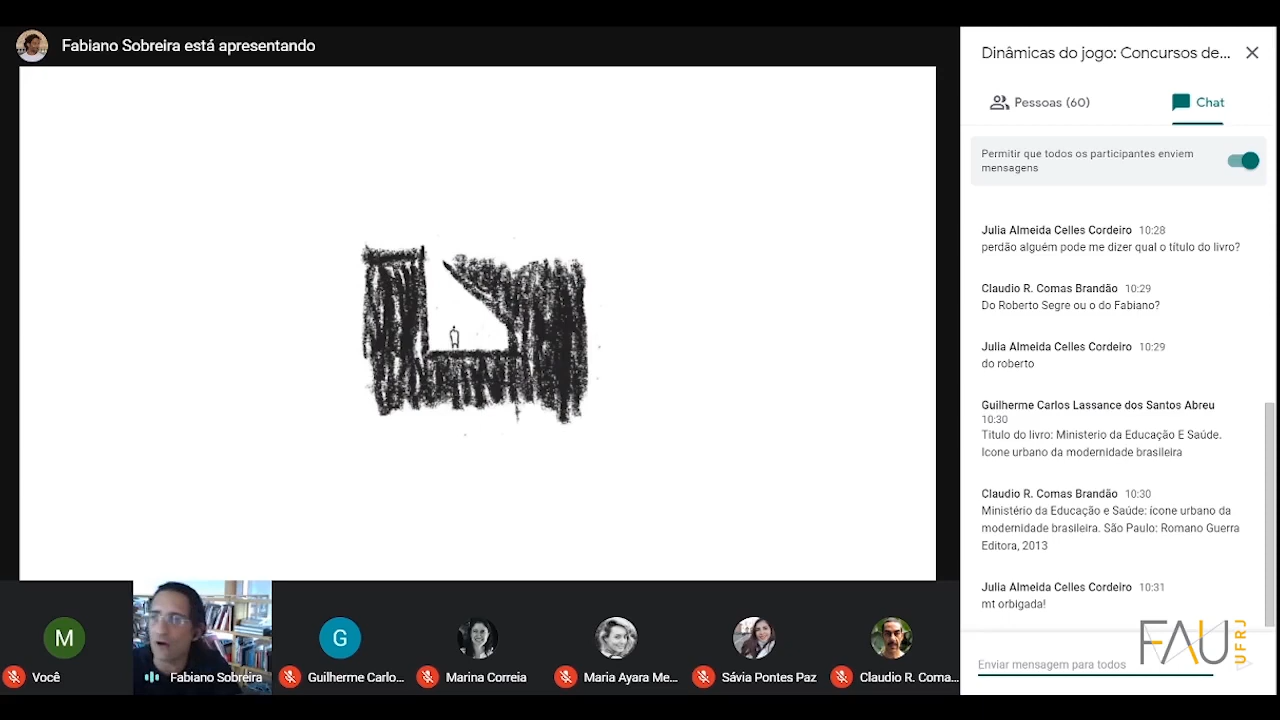 Fabiano Sobreira está apresentando
Dinâmicas do jogo: Concursos de...
Pessoas (60)
Chat
Permitir que todos os participantes enviem
mensagens
Julia Almeida Celles Cordeiro 10:28
perdão alguém pode me dizer qual o título do livro?
Claudio R. Comas Brandão 10:29
Do Roberto Segre ou o do Fabiano?
Julia Almeida Celles Cordeiro 10:29
do roberto
Guilherme Carlos Lassance dos Santos Abreu
10:30
Titulo do livro: Ministerio da Educação E Saúde.
Icone urbano da modernidade brasileira
Claudio R. Comas Brandão 10:30
Ministério da Educação e Saúde: ícone urbano da
modernidade brasileira. São Paulo: Romano Guerra
Editora, 2013
Julia Almeida Celles Cordeiro 10:31
mt orbigada!
Enviar mensagem para todos
FAU UFRJ
M
G
Você
Fabiano Sobreira
Guilherme Carlo...
Marina Correia
Maria Ayara Me...
Sávia Pontes Paz
Claudio R. Coma...